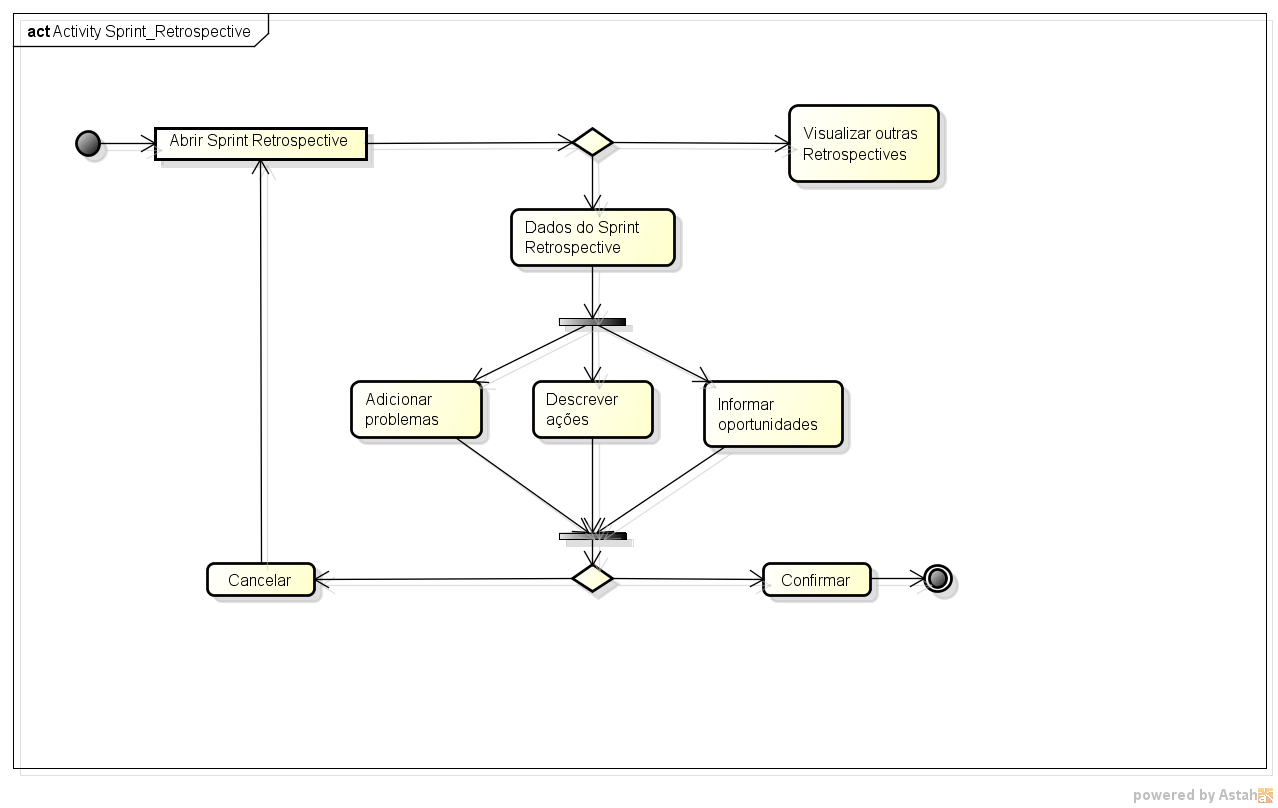 act Activity Sprint_Retrospective
Abrir Sprint Retrospective
Visualizar outras
Retrospectives
Dados do Sprint
Retrospective
Adicionar
problemas
Descrever
ações
Informar
oportunidades
Cancelar
Confirmar
powered by Astah